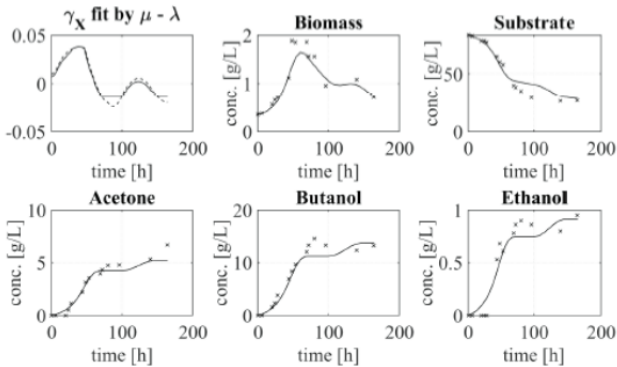 γX fit by μ - λ
0.05
0
-0.05
0 100 200
time [h]
Biomass
conc. [g/L]
2
1
0
0 100 200
time [h]
Substrate
conc. [g/L]
50
0
0 100 200
time [h]
Acetone
conc. [g/L]
10
5
0
0 100 200
time [h]
Butanol
conc. [g/L]
20
10
0
0 100 200
time [h]
Ethanol
conc. [g/L]
1
0.5
0
0 100 200
time [h]